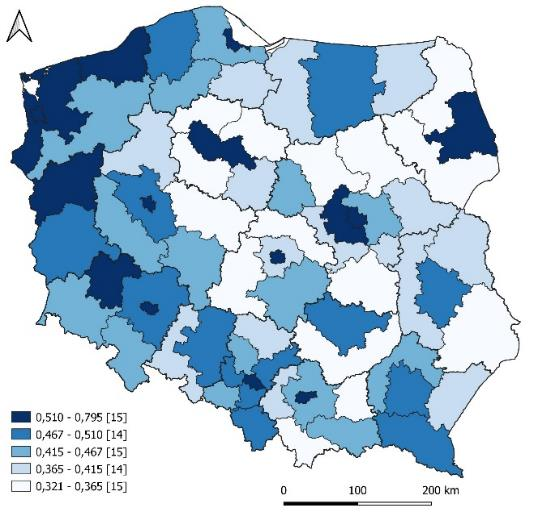 0,510 - 0,795 [15]
0,467 - 0,510 [14]
0,415 - 0,467 [15]
0,365 - 0,415 [14]
0,321 - 0,365 [15]
0 100 200 km